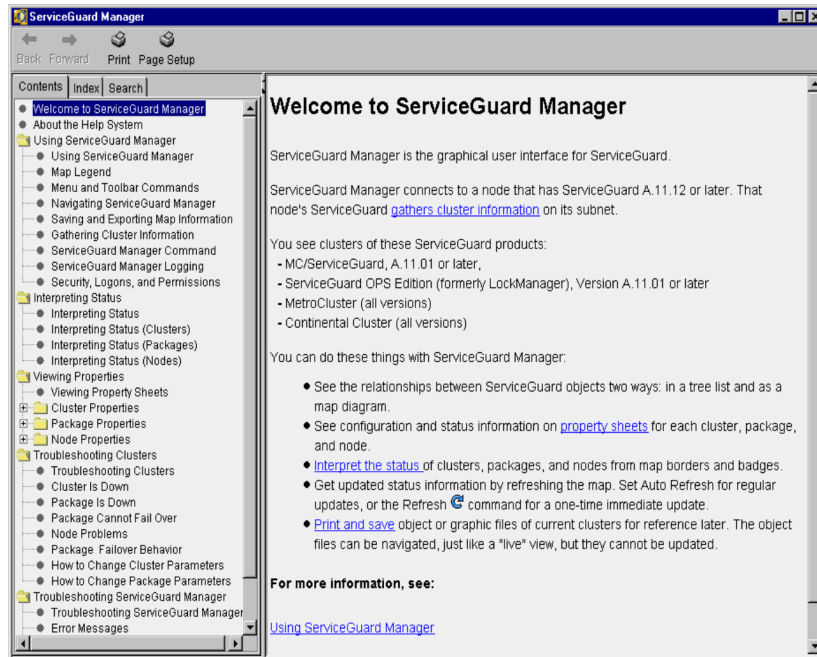 ServiceGuard Manager
Back Forward Print Page Setup
Contents Index Search
Welcome to ServiceGuard Manager
About the Help System
Using ServiceGuard Manager
Using ServiceGuard Manager
Map Legend
Menu and Toolbar Commands
Navigating ServiceGuard Manager
Saving and Exporting Map Information
Gathering Cluster Information
ServiceGuard Manager Command
ServiceGuard Manager Logging
Security, Logons, and Permissions
Interpreting Status
Interpreting Status
Interpreting Status (Clusters)
Interpreting Status (Packages)
Interpreting Status (Nodes)
Viewing Properties
Viewing Property Sheets
Cluster Properties
Package Properties
Node Properties
Troubleshooting Clusters
Troubleshooting Clusters
Cluster Is Down
Package Is Down
Package Cannot Fail Over
Node Problems
Package Failover Behavior
How to Change Cluster Parameters
How to Change Package Parameters
Troubleshooting ServiceGuard Manager
Troubleshooting ServiceGuard Manager
Error Messages
Welcome to ServiceGuard Manager
ServiceGuard Manager is the graphical user interface for ServiceGuard.
ServiceGuard Manager connects to a node that has ServiceGuard A.11.12 or later. That
node's ServiceGuard gathers cluster information on its subnet.
You see clusters of these ServiceGuard products:
- MC/ServiceGuard, A.11.01 or later,
- ServiceGuard OPS Edition (formerly LockManager), Version A.11.01 or later
- MetroCluster (all versions)
- Continental Cluster (all versions)
You can do these things with ServiceGuard Manager:
See the relationships between ServiceGuard objects two ways: in a tree list and as a
map diagram.
See configuration and status information on property sheets for each cluster, package,
and node.
Interpret the status of clusters, packages, and nodes from map borders and badges.
Get updated status information by refreshing the map. Set Auto Refresh for regular
updates, or the Refresh command for a one-time immediate update.
Print and save object or graphic files of current clusters for reference later. The object
files can be navigated, just like a "live" view, but they cannot be updated.
For more information, see:
Using ServiceGuard Manager